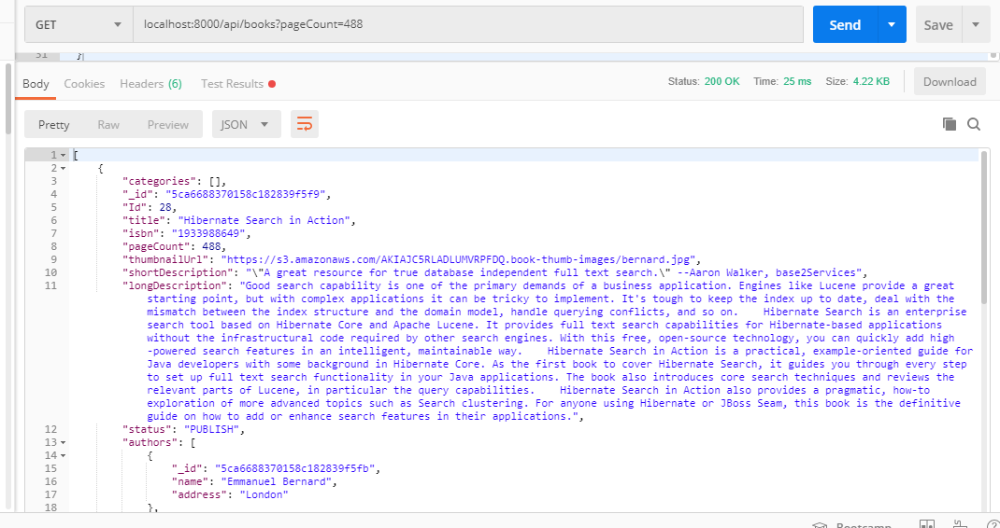 GET localhost:8000/api/books?pageCount=488 Send Save
31 }
Body Cookies Headers (6) Test Results Status: 200 OK Time: 25 ms Size: 4.22 KB Download
Pretty Raw Preview JSON
1 [
2 {
3 "categories": [],
4 "_id": "5ca6688370158c182839f5f9",
5 "Id": 28,
6 "title": "Hibernate Search in Action",
7 "isbn": "1933988649",
8 "pageCount": 488,
9 "thumbnailUrl": "https://s3.amazonaws.com/AKIAJC5RLADLUMVRPFDQ.book-thumb-images/bernard.jpg",
10 "shortDescription": "\"A great resource for true database independent full text search.\" --Aaron Walker, base2Services",
11 "longDescription": "Good search capability is one of the primary demands of a business application. Engines like Lucene provide a great
starting point, but with complex applications it can be tricky to implement. It's tough to keep the index up to date, deal with the
mismatch between the index structure and the domain model, handle querying conflicts, and so on.    Hibernate Search is an enterprise
search tool based on Hibernate Core and Apache Lucene. It provides full text search capabilities for Hibernate-based applications
without the infrastructural code required by other search engines. With this free, open-source technology, you can quickly add high
-powered search features in an intelligent, maintainable way.    Hibernate Search in Action is a practical, example-oriented guide for
Java developers with some background in Hibernate Core. As the first book to cover Hibernate Search, it guides you through every step
to set up full text search functionality in your Java applications. The book also introduces core search techniques and reviews the
relevant parts of Lucene, in particular the query capabilities.    Hibernate Search in Action also provides a pragmatic, how-to
exploration of more advanced topics such as Search clustering. For anyone using Hibernate or JBoss Seam, this book is the definitive
guide on how to add or enhance search features in their applications.",
12 "status": "PUBLISH",
13 "authors": [
14 {
15 "_id": "5ca6688370158c182839f5fb",
16 "name": "Emmanuel Bernard",
17 "address": "London"
18 },
Bootcamp